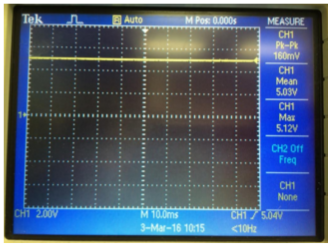 Tek Auto M Pos: 0.000s MEASURE
CH1
Pk-Pk
160mV
CH1
Mean
5.03V
CH1
Max
5.12V
CH2 Off
Freq
CH1
None
1
CH1 2.00V M 10.0ms CH1 / 5.04V
3-Mar-16 10:15 <10Hz